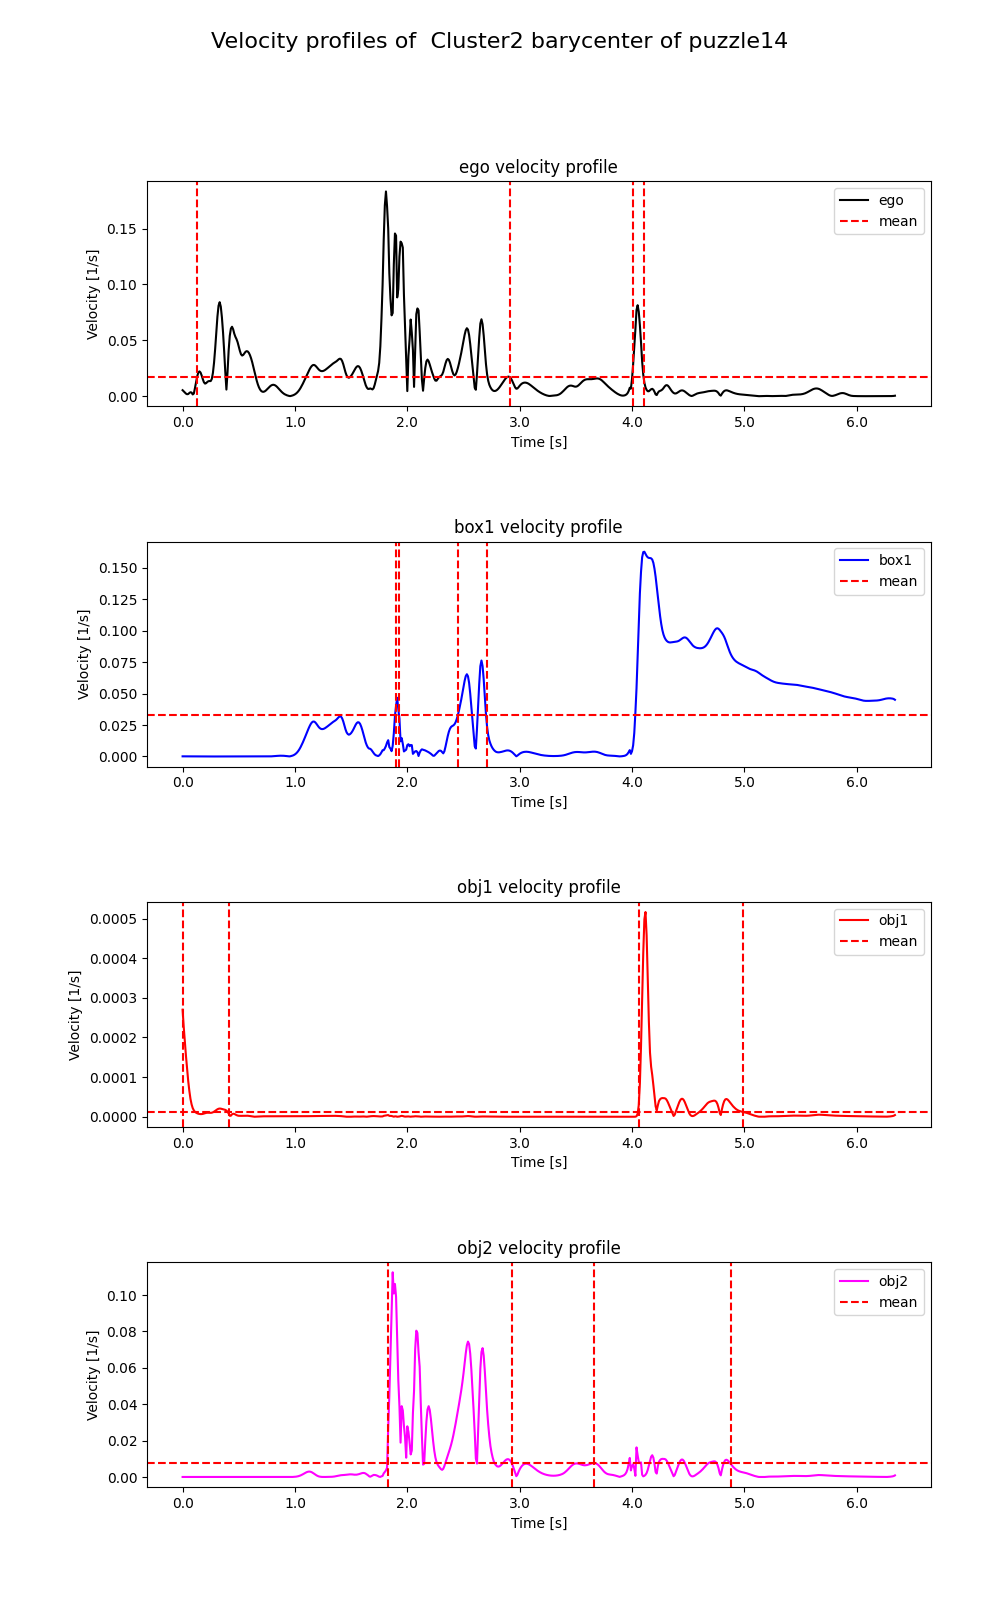 Velocity profiles of  Cluster2 barycenter of puzzle14
ego velocity profile
Velocity [1/s]
0.15
0.10
0.05
0.00
ego
mean
0.0 1.0 2.0 3.0 4.0 5.0 6.0
Time [s]
box1 velocity profile
Velocity [1/s]
0.150
0.125
0.100
0.075
0.050
0.025
0.000
box1
mean
0.0 1.0 2.0 3.0 4.0 5.0 6.0
Time [s]
obj1 velocity profile
Velocity [1/s]
0.0005
0.0004
0.0003
0.0002
0.0001
0.0000
obj1
mean
0.0 1.0 2.0 3.0 4.0 5.0 6.0
Time [s]
obj2 velocity profile
Velocity [1/s]
0.10
0.08
0.06
0.04
0.02
0.00
obj2
mean
0.0 1.0 2.0 3.0 4.0 5.0 6.0
Time [s]